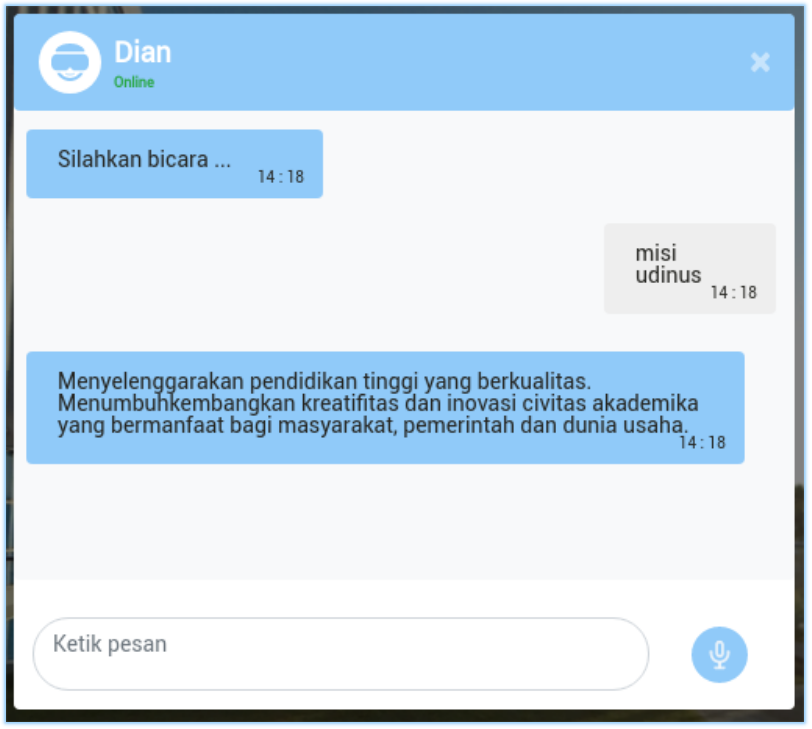 Dian
Online
Silahkan bicara ...
14 : 18
misi
udinus
14 : 18
Menyelenggarakan pendidikan tinggi yang berkualitas.
Menumbuhkembangkan kreatifitas dan inovasi civitas akademika
yang bermanfaat bagi masyarakat, pemerintah dan dunia usaha.
14 : 18
Ketik pesan